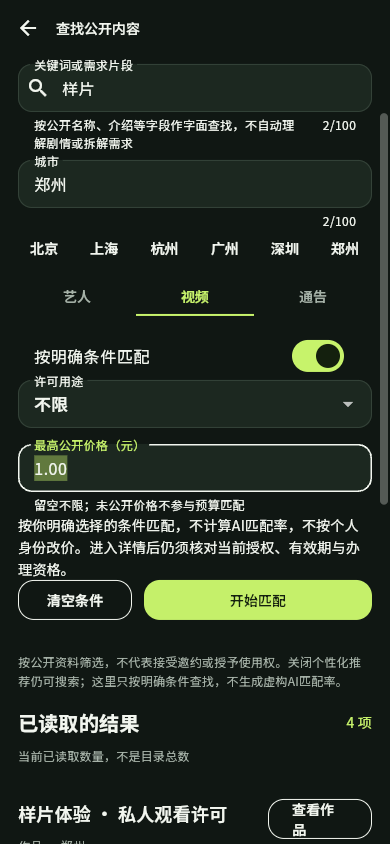 查找公开内容
关键词或需求片段
样片
按公开名称、介绍等字段作字面查找，不自动理
解剧情或拆解需求
2/100
城市
郑州
2/100
北京 上海 杭州 广州 深圳 郑州
艺人 视频 通告
按明确条件匹配
许可用途
不限
最高公开价格（元）
1.00
留空不限；未公开价格不参与预算匹配
按你明确选择的条件匹配，不计算AI匹配率，不按个人
身份改价。进入详情后仍须核对当前授权、有效期与办
理资格。
清空条件 开始匹配
按公开资料筛选，不代表接受邀约或授予使用权。关闭个性化推
荐仍可搜索；这里只按明确条件查找，不生成虚构AI匹配率。
已读取的结果 4 项
当前已读取数量，不是目录总数
样片体验 · 私人观看许可
查看作
品